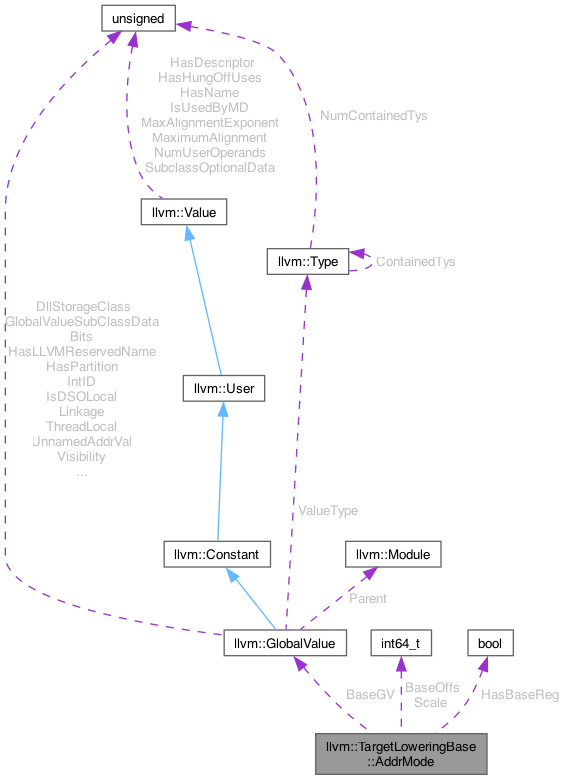 unsigned
HasDescriptor
HasHungOffUses
HasName
IsUsedByMD
MaxAlignmentExponent
MaximumAlignment
NumUserOperands
SubclassOptionalData
NumContainedTys
llvm::Value
llvm::Type
ContainedTys
DllStorageClass
GlobalValueSubClassData
Bits
HasLLVMReservedName
HasPartition
IntID
IsDSOLocal
Linkage
ThreadLocal
UnnamedAddrVal
Visibility
...
llvm::User
ValueType
llvm::Constant
llvm::Module
Parent
llvm::GlobalValue
int64_t
bool
BaseGV
BaseOffs
Scale
HasBaseReg
llvm::TargetLoweringBase
::AddrMode